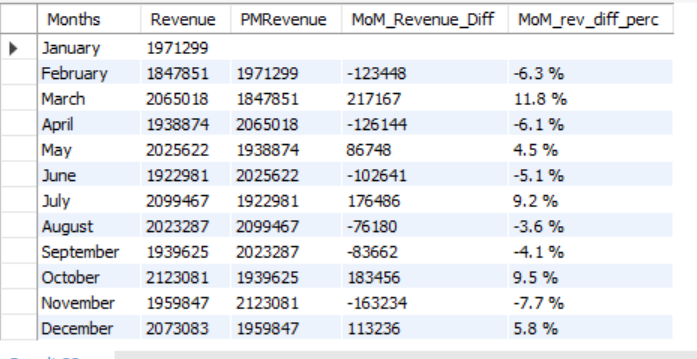 Months Revenue PMRevenue MoM_Revenue_Diff MoM_rev_diff_perc
January 1971299
February 1847851 1971299 -123448 -6.3 %
March 2065018 1847851 217167 11.8 %
April 1938874 2065018 -126144 -6.1 %
May 2025622 1938874 86748 4.5 %
June 1922981 2025622 -102641 -5.1 %
July 2099467 1922981 176486 9.2 %
August 2023287 2099467 -76180 -3.6 %
September 1939625 2023287 -83662 -4.1 %
October 2123081 1939625 183456 9.5 %
November 1959847 2123081 -163234 -7.7 %
December 2073083 1959847 113236 5.8 %